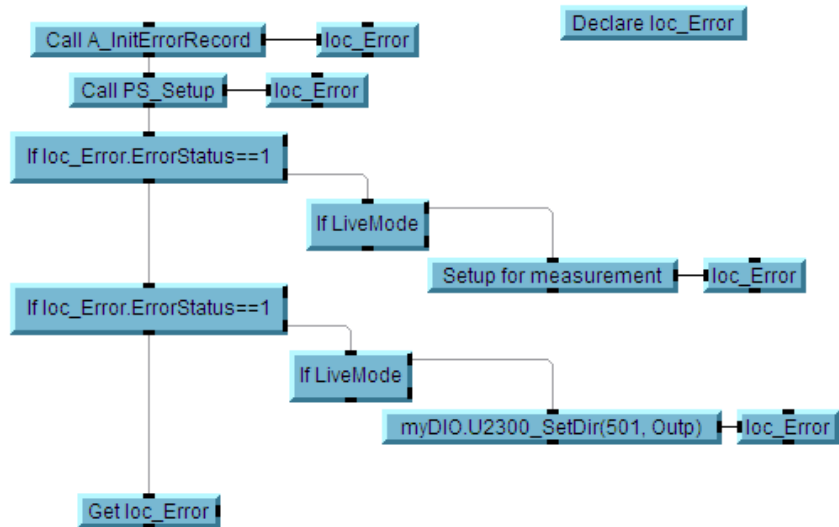 Call A_InitErrorRecord
loc_Error
Declare loc_Error
Call PS_Setup
loc_Error
If loc_Error.ErrorStatus==1
If LiveMode
Setup for measurement
loc_Error
If loc_Error.ErrorStatus==1
If LiveMode
myDIO.U2300_SetDir(501, Outp)
loc_Error
Get loc_Error